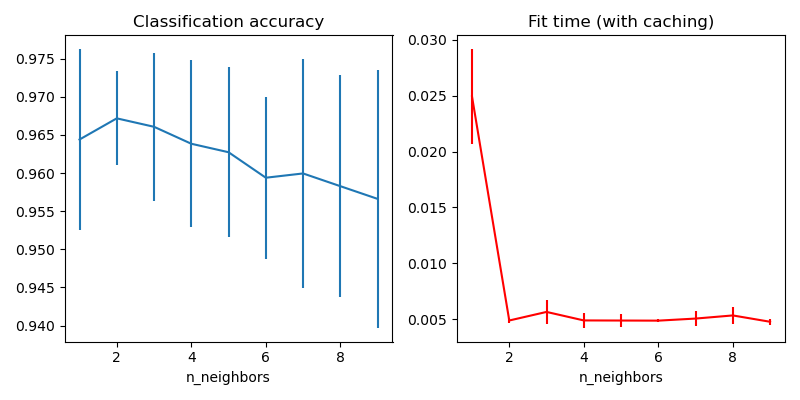 Classification accuracy
0.975
0.970
0.965
0.960
0.955
0.950
0.945
0.940
2 4 6 8
n_neighbors
Fit time (with caching)
0.030
0.025
0.020
0.015
0.010
0.005
2 4 6 8
n_neighbors